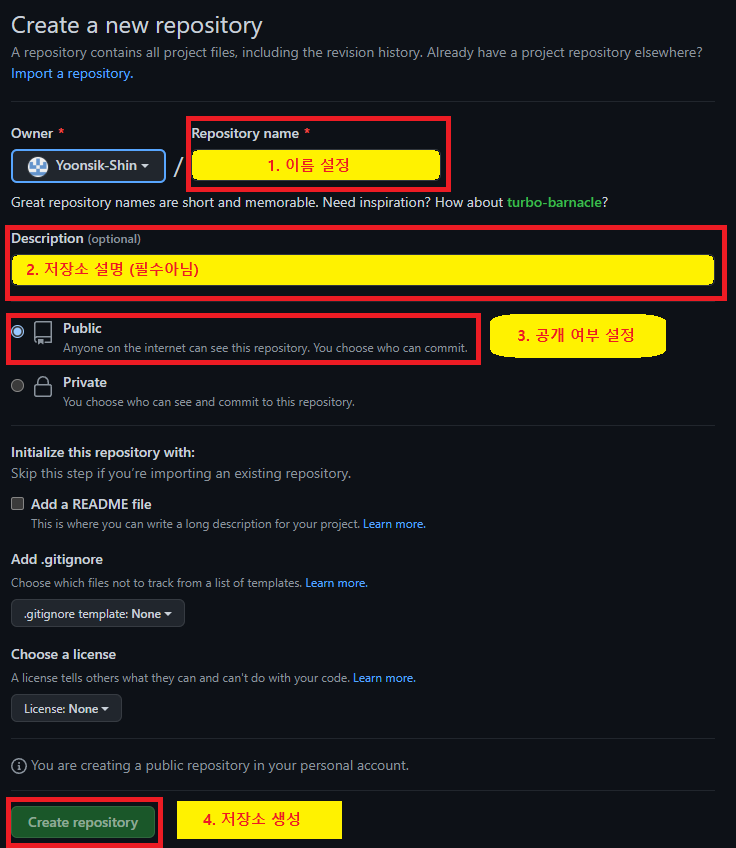 Create a new repository
A repository contains all project files, including the revision history. Already have a project repository elsewhere?
Import a repository.
Owner *
Repository name *
Yoonsik-Shin
/
1. 이름 설정
Great repository names are short and memorable. Need inspiration? How about turbo-barnacle?
Description (optional)
2. 저장소 설명 (필수아님)
Public
Anyone on the internet can see this repository. You choose who can commit.
3. 공개 여부 설정
Private
You choose who can see and commit to this repository.
Initialize this repository with:
Skip this step if you're importing an existing repository.
Add a README file
This is where you can write a long description for your project. Learn more.
Add .gitignore
Choose which files not to track from a list of templates. Learn more.
.gitignore template: None
Choose a license
A license tells others what they can and can't do with your code. Learn more.
License: None
You are creating a public repository in your personal account.
Create repository
4. 저장소 생성